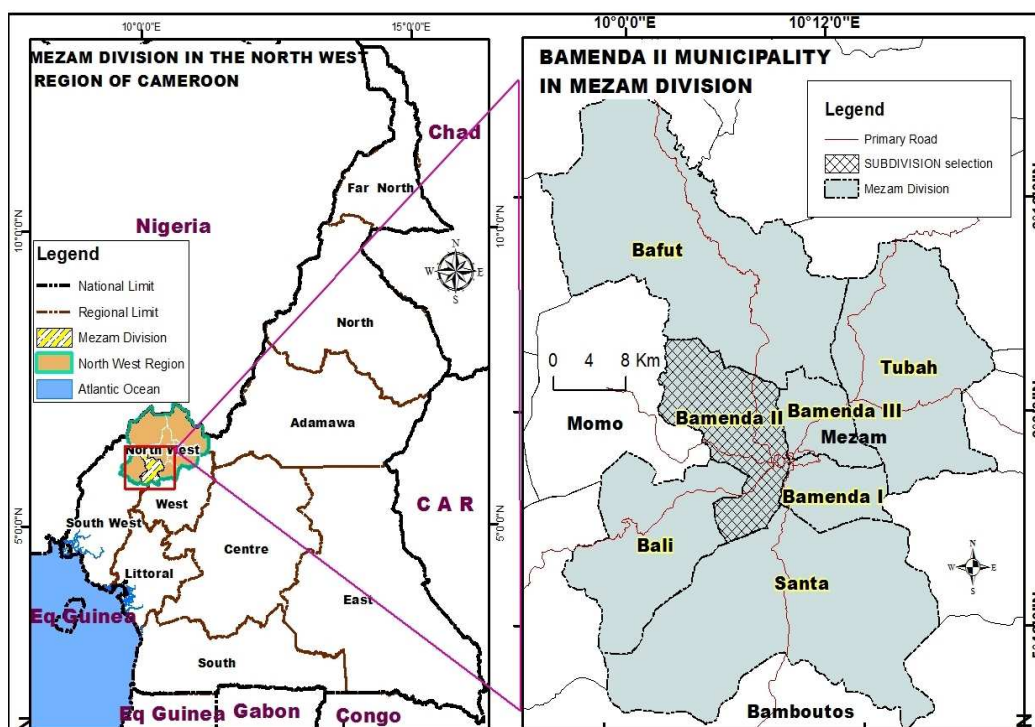 10°0'0"E
15°0'0"E
MEZAM DIVISION IN THE NORTH WEST
REGION OF CAMEROON
Chad
Far North
10°0'0"N
10°0'0"N
Nigeria
Legend
National Limit
Regional Limit
Mezam Division
North West Region
Atlantic Ocean
N
W
E
S
North
Adamawa
North West
West
CAR
South West
5°0'0"N
5°0'0"N
Centre
Littoral
East
Eq Guinea
South
Eq Guinea
Gabon
Congo
10°0'0"E
10°12'0"E
BAMENDA II MUNICIPALITY
IN MEZAM DIVISION
Legend
Primary Road
SUBDIVISION selection
Mezam Division
Bafut
0 4 8 Km
Tubah
Bamenda II
Bamenda III
Momo
Mezam
Bamenda I
Bali
Santa
N
W
E
S
Bamboutos